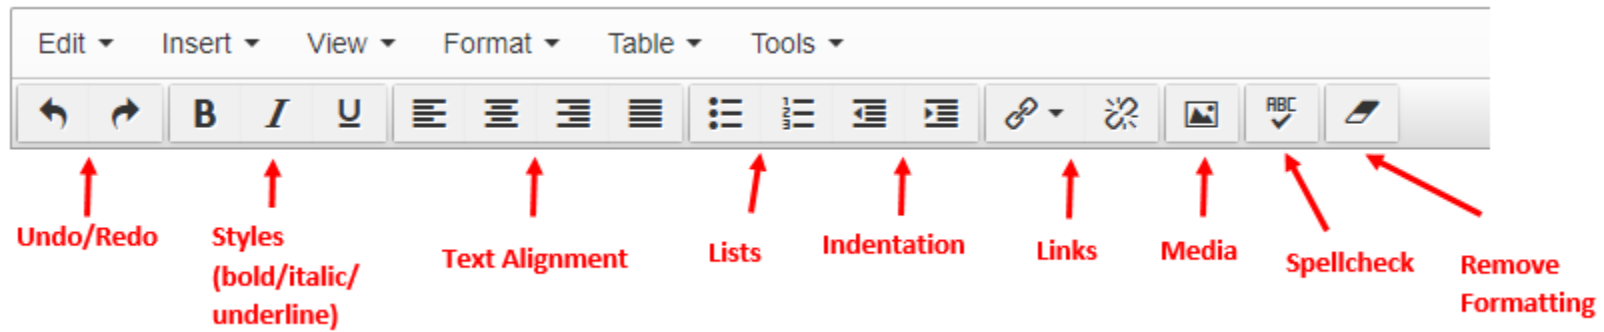 Edit Insert View Format Table Tools
B I U ABC
Undo/Redo
Styles
(bold/italic/
underline)
Text Alignment
Lists
Indentation
Links
Media
Spellcheck
Remove
Formatting